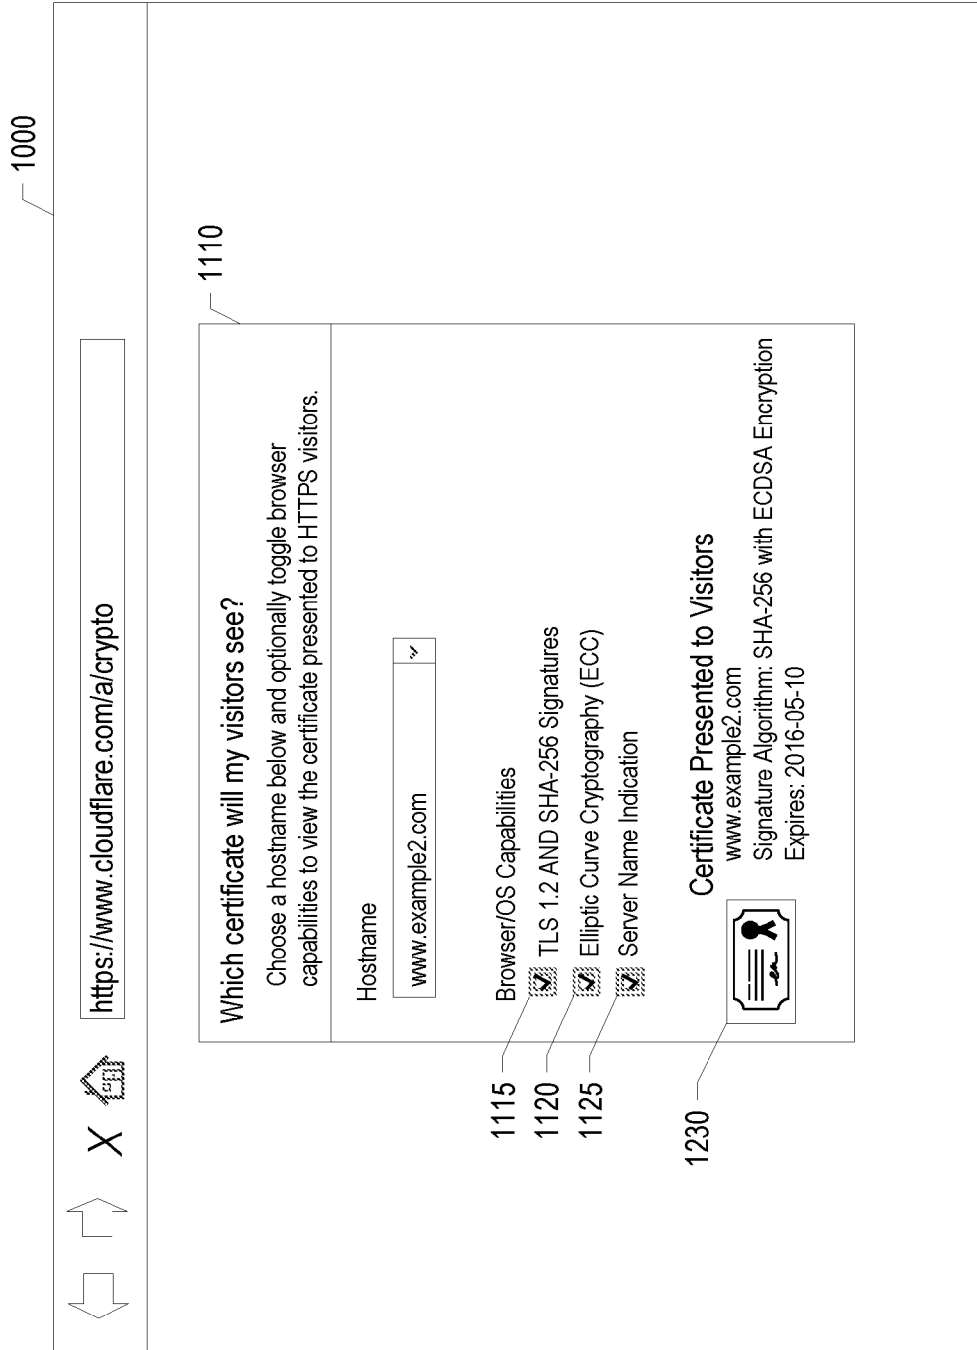 1000
https://www.cloudflare.com/a/crypto
X
1110
Which certificate will my visitors see?
Choose a hostname below and optionally toggle browser
capabilities to view the certificate presented to HTTPS visitors.
Hostname
www.example2.com
Browser/OS Capabilities
1115
TLS 1.2 AND SHA-256 Signatures
1120
Elliptic Curve Cryptography (ECC)
1125
Server Name Indication
1230
Certificate Presented to Visitors
www.example2.com
Signature Algorithm: SHA-256 with ECDSA Encryption
Expires: 2016-05-10